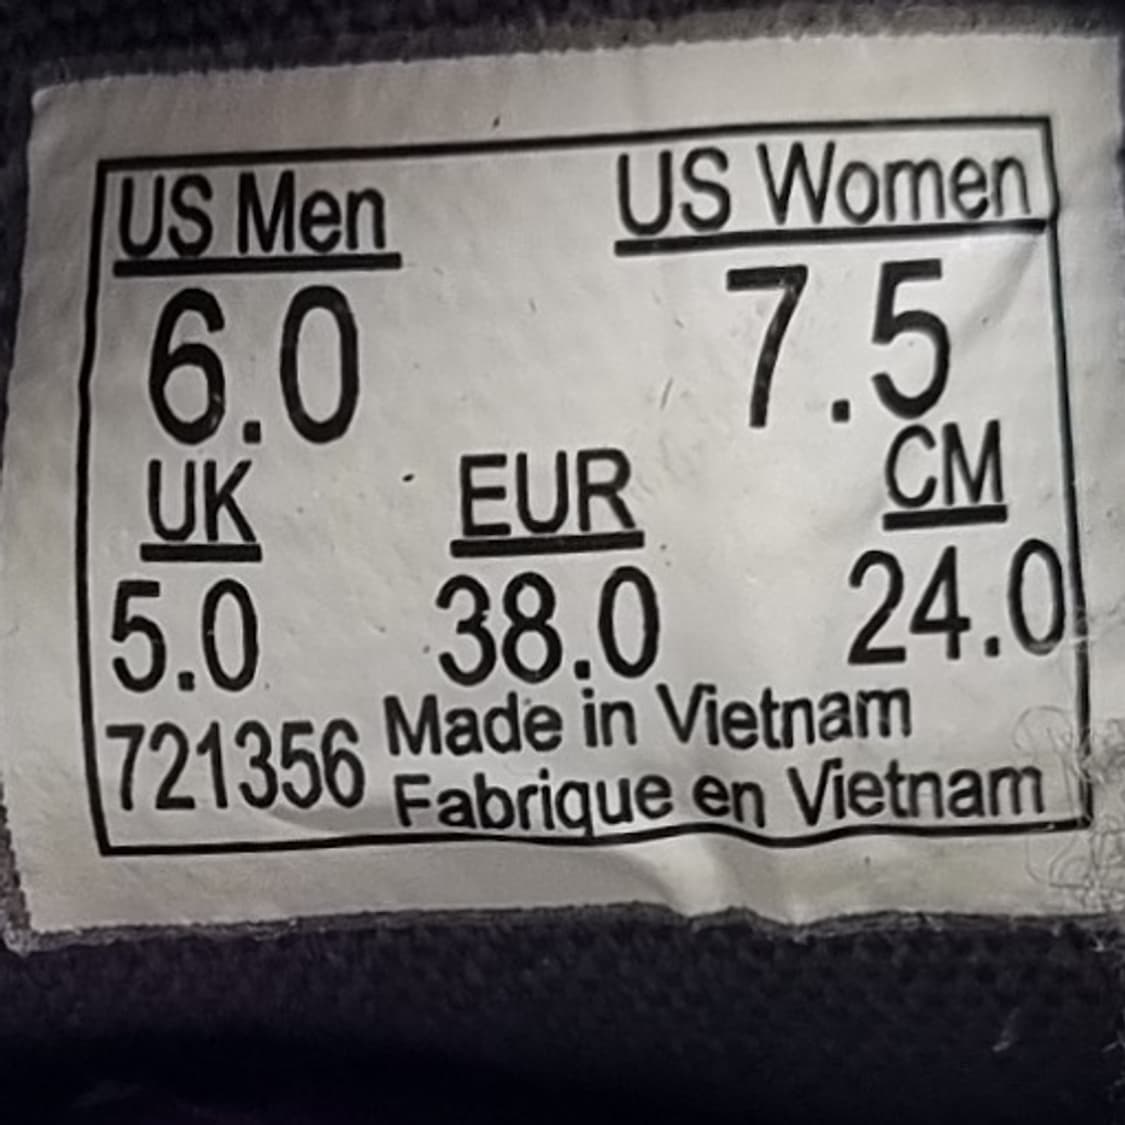 US Men US Women
6.0 7.5
UK EUR CM
5.0 38.0 24.0
721356 Made in Vietnam
Fabrique en Vietnam